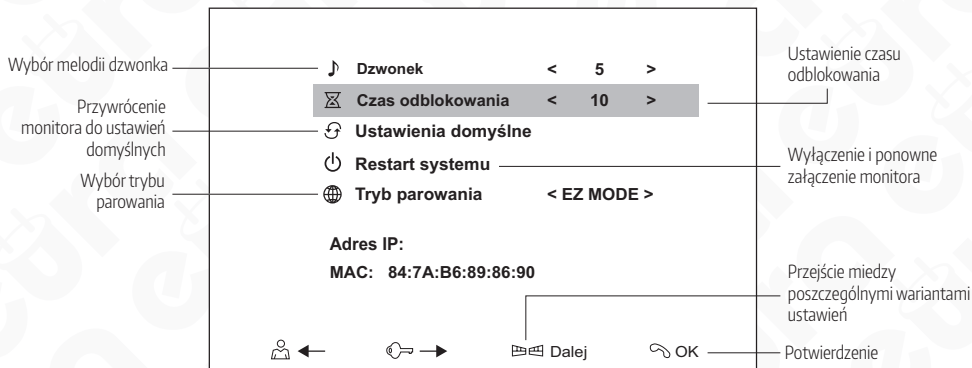 Wybór melodii dzwonka
Przywrócenie
monitora do ustawień
domyślnych
Wybór trybu
parowania
Dzwonek < 5 >
Czas odblokowania < 10 >
Ustawienia domyślne
Restart systemu
Tryb parowania < EZ MODE >
Adres IP:
MAC: 84:7A:B6:89:86:90
Dalej
OK
Ustawienie czasu
odblokowania
Wyłączenie i ponowne
załączenie monitora
Przejście miedzy
poszczególnymi wariantami
ustawień
Potwierdzenie